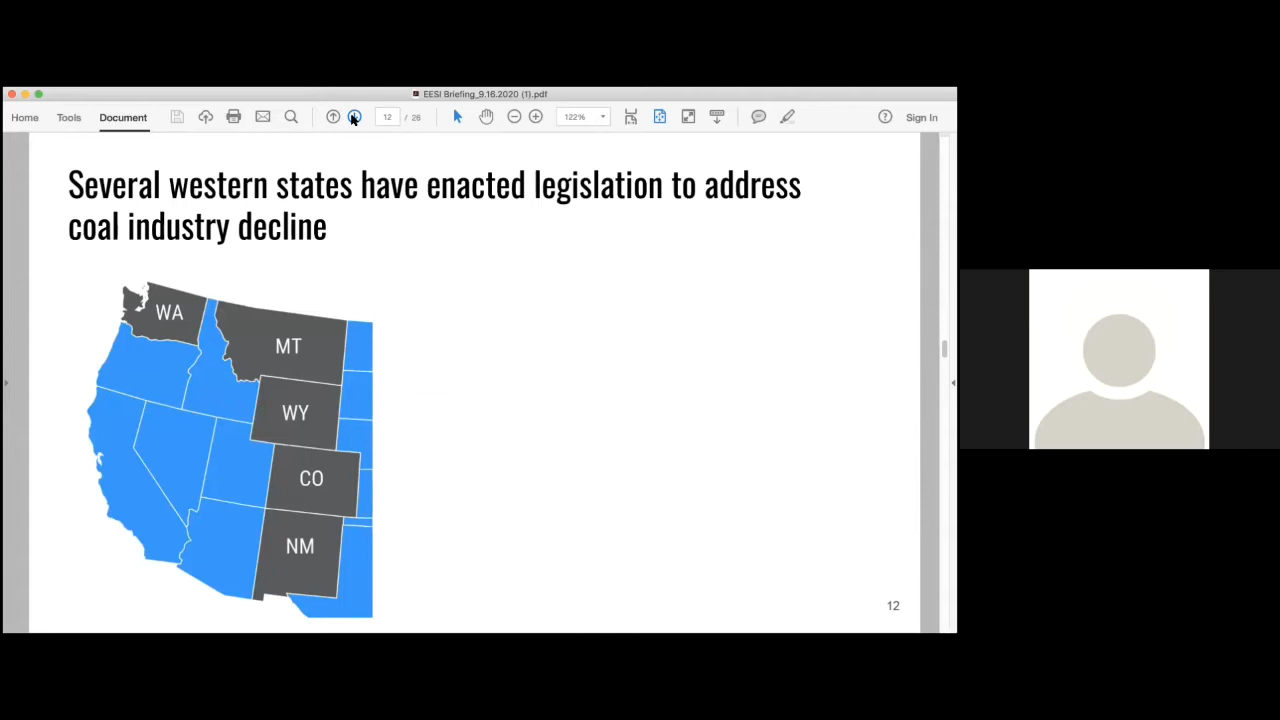 EESI Briefing_9.16.2020 (1).pdf
Home Tools Document 12 / 26 122% Sign In
Several western states have enacted legislation to address
coal industry decline
WA
MT
WY
CO
NM
12